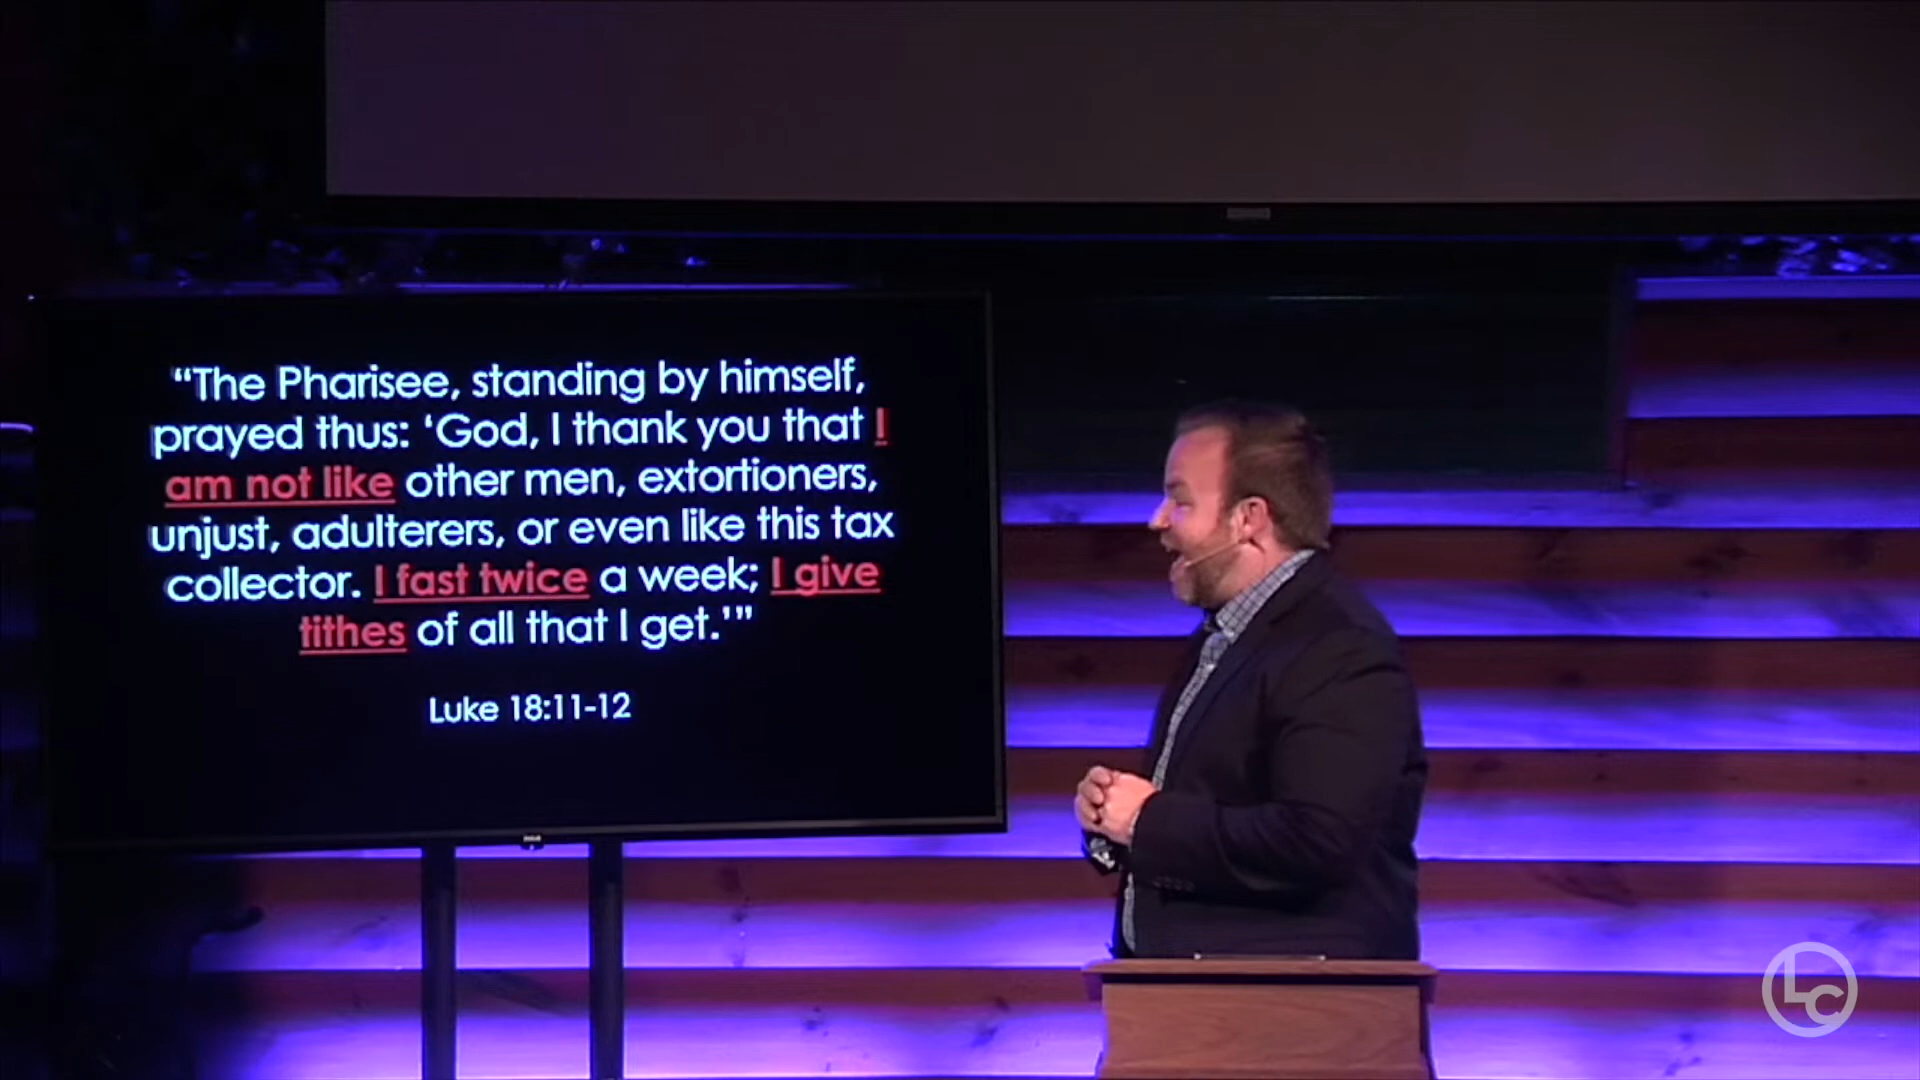 “The Pharisee, standing by himself,
prayed thus: ‘God, I thank you that I
am not like other men, extortioners,
unjust, adulterers, or even like this tax
collector. I fast twice a week; I give
tithes of all that I get.’”
Luke 18:11-12
LC